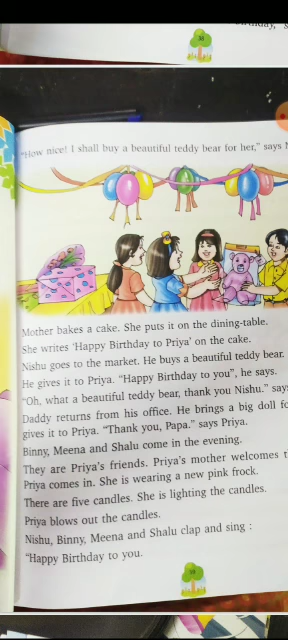 38
"How nice! I shall buy a beautiful teddy bear for her," says
Mother bakes a cake. She puts it on the dining-table.
She writes 'Happy Birthday to Priya' on the cake.
Nishu goes to the market. He buys a beautiful teddy bear.
He gives it to Priya. "Happy Birthday to you", he says.
"Oh, what a beautiful teddy bear, thank you Nishu."
Daddy returns from his office. He brings a big doll
gives it to Priya. "Thank you, Papa." says Priya.
Binny, Meena and Shalu come in the evening.
They are Priya's friends. Priya's mother welcomes
Priya comes in. She is wearing a new pink frock.
There are five candles. She is lighting the candles.
Priya blows out the candles.
Nishu, Binny, Meena and Shalu clap and sing :
"Happy Birthday to you.